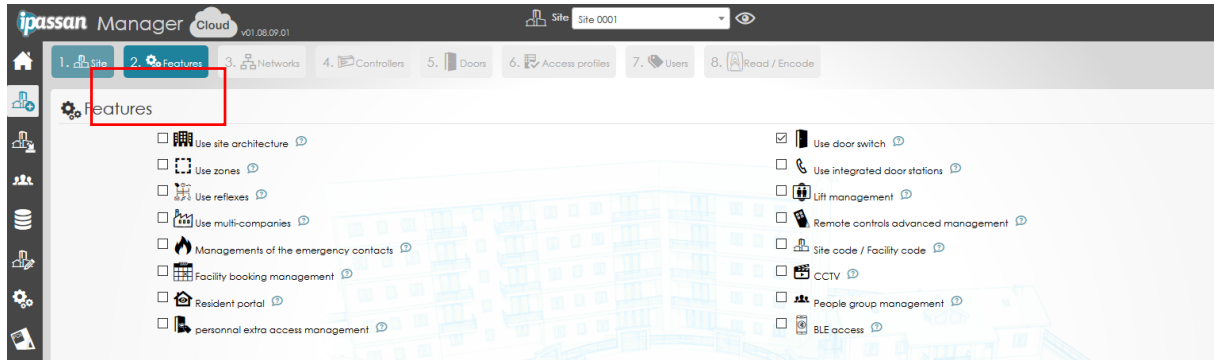 ipassan Manager Cloud v01.08.09.01 Site Site 0001
1. Site 2. Features 3. Networks 4. Controllers 5. Doors 6. Access profiles 7. Users 8. Read / Encode
Features
Use site architecture
Use zones
Use reflexes
Use multi-companies
Managements of the emergency contacts
Facility booking management
Resident portal
personnal extra access management
Use door switch
Use integrated door stations
Lift management
Remote controls advanced management
Site code / Facility code
CCTV
People group management
BLE access